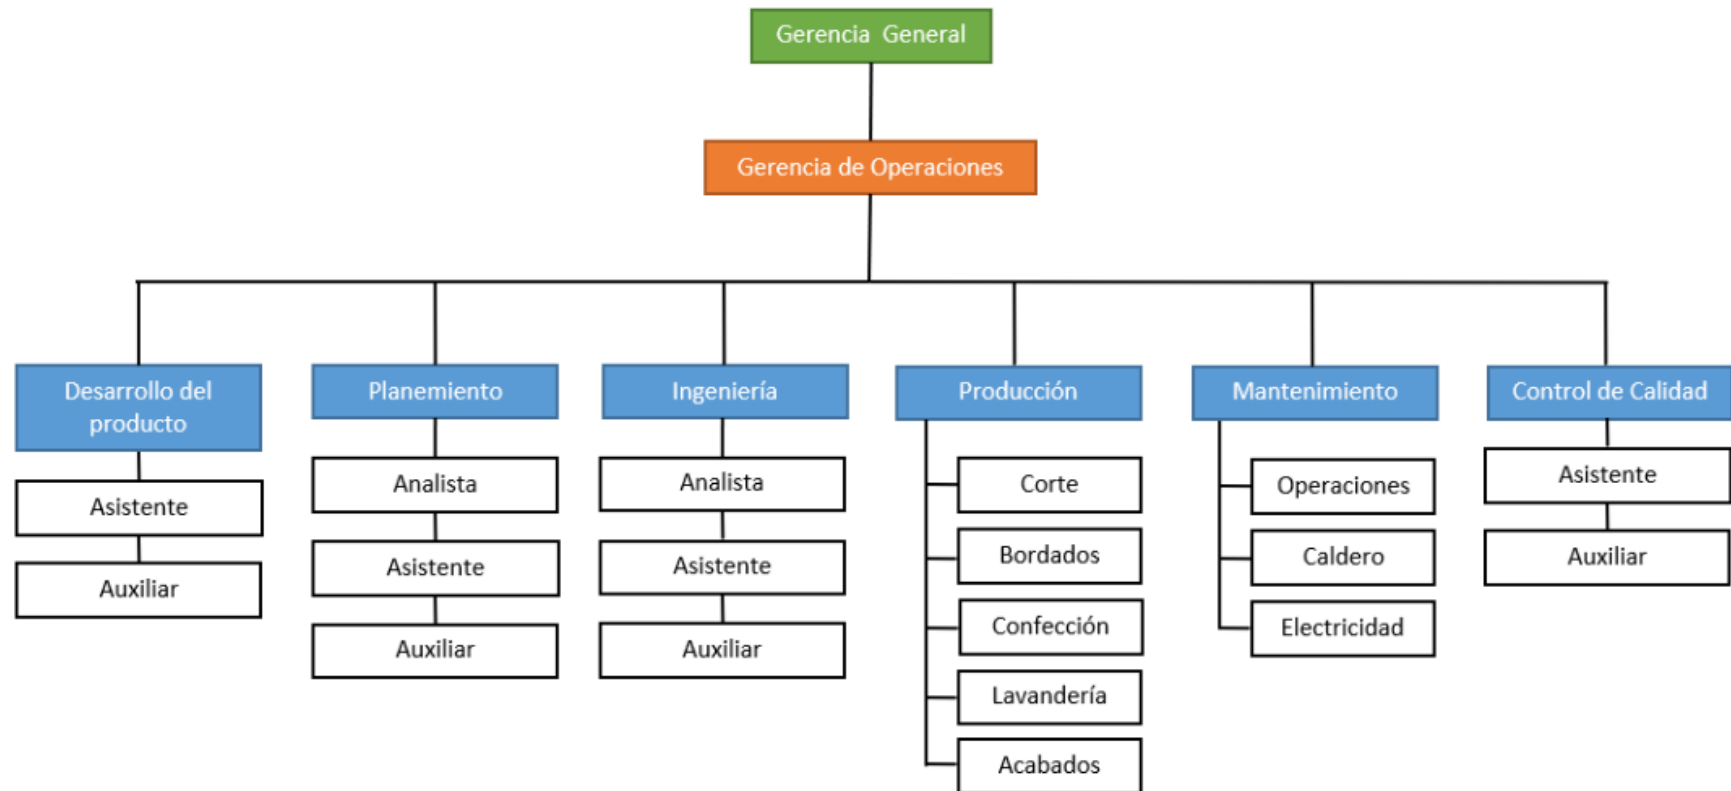 Gerencia General
Gerencia de Operaciones
Desarrollo del
producto
Asistente
Auxiliar
Planemiento
Analista
Asistente
Auxiliar
Ingeniería
Analista
Asistente
Auxiliar
Producción
Corte
Bordados
Confección
Lavandería
Acabados
Mantenimiento
Operaciones
Caldero
Electricidad
Control de Calidad
Asistente
Auxiliar